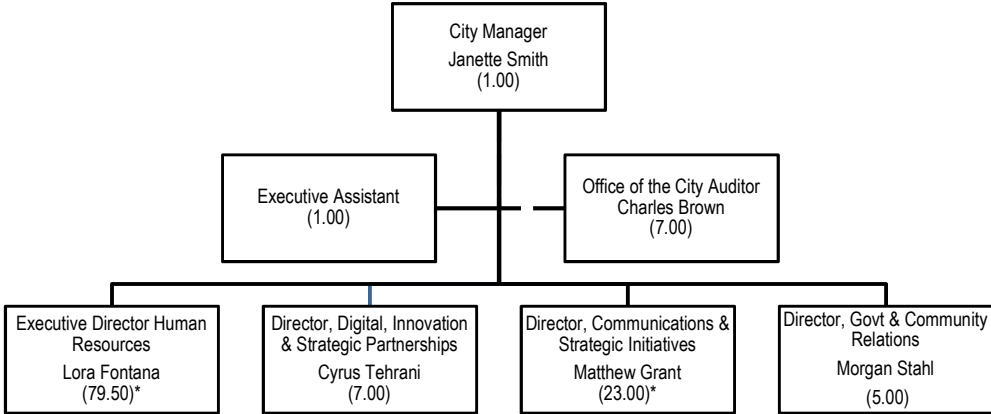 City Manager
Janette Smith
(1.00)
Executive Assistant
(1.00)
Office of the City Auditor
Charles Brown
(7.00)
Executive Director Human
Resources
Lora Fontana
(79.50)*
Director, Digital, Innovation
& Strategic Partnerships
Cyrus Tehrani
(7.00)
Director, Communications &
Strategic Initiatives
Matthew Grant
(23.00)*
Director, Govt & Community
Relations
Morgan Stahl
(5.00)